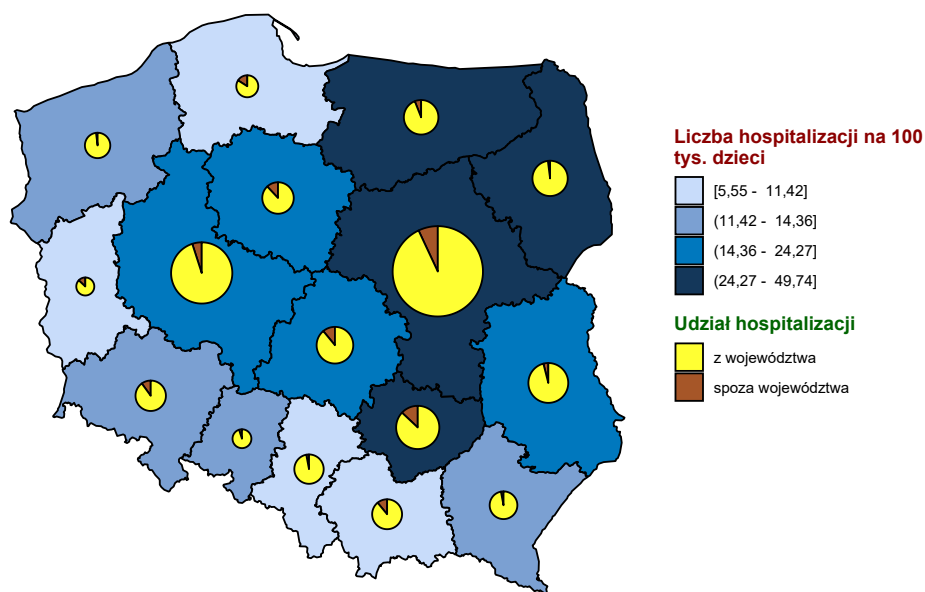 Liczba hospitalizacji na 100
tys. dzieci
[5,55 - 11,42]
(11,42 - 14,36]
(14,36 - 24,27]
(24,27 - 49,74]
Udział hospitalizacji
z województwa
spoza województwa